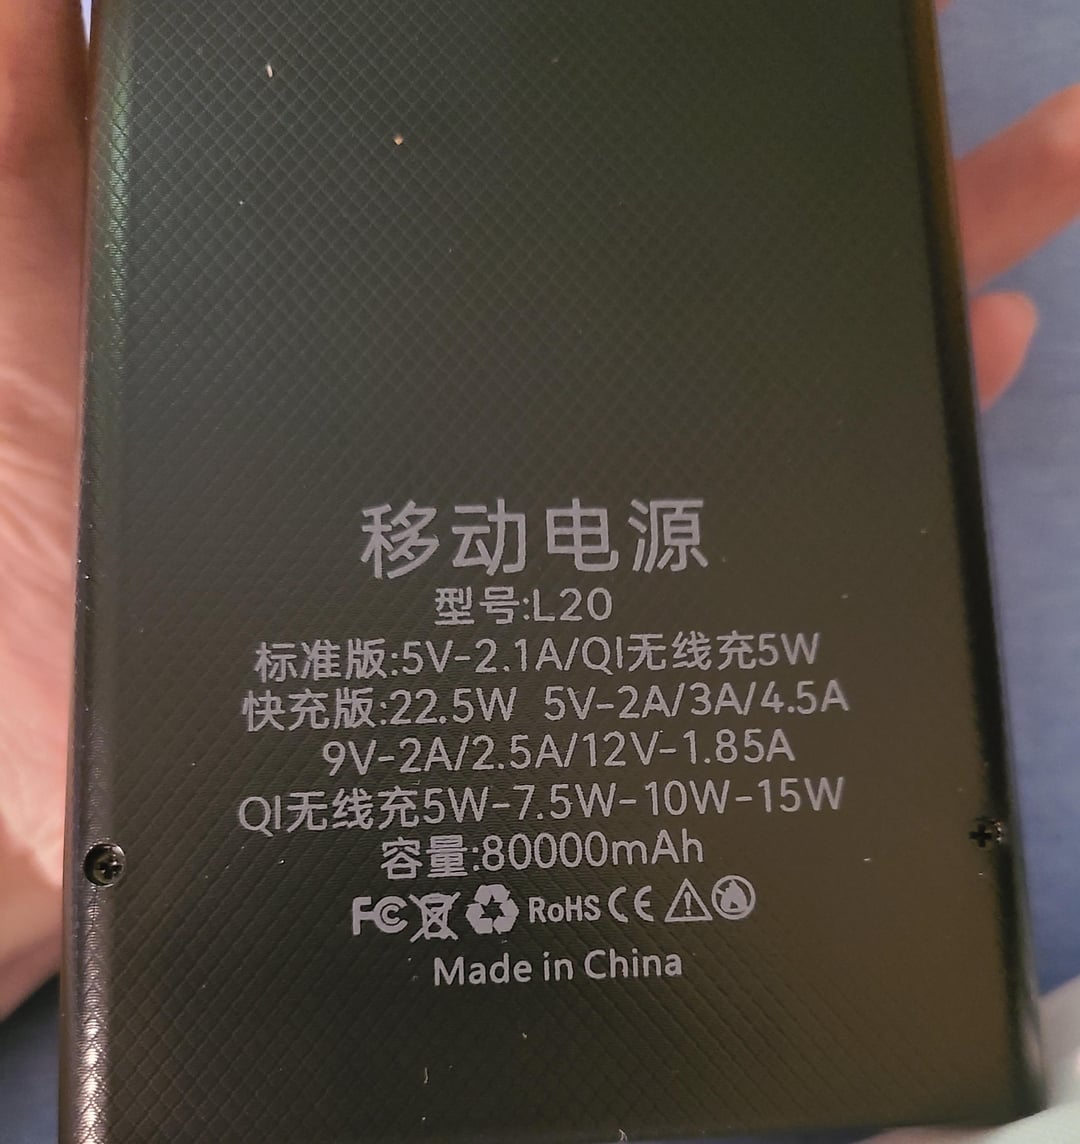 移动电源
型号:L20
标准版:5V-2.1A/QI无线充5W
快充版:22.5W 5V-2A/3A/4.5A
9V-2A/2.5A/12V-1.85A
QI无线充5W-7.5W-10W-15W
容量:80000mAh
FC RoHS CE
Made in China